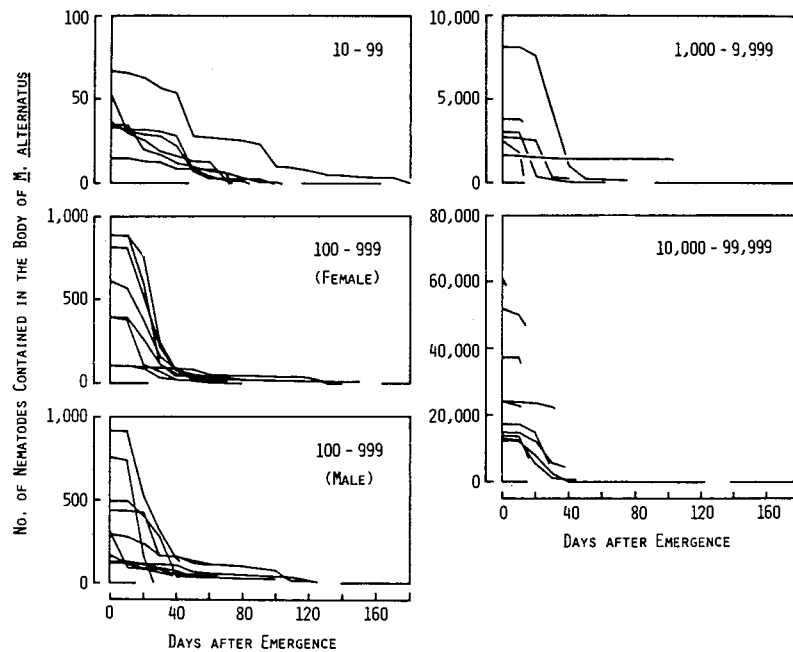 No. of Nematodes Contained in the Body of M. alternatus
100
50
0
10 - 99
1,000
500
0
100 - 999
(Female)
1,000
500
0
100 - 999
(Male)
0
40
80
120
160
Days after Emergence
10,000
5,000
0
1,000 - 9,999
80,000
60,000
40,000
20,000
0
10,000 - 99,999
0
40
80
120
160
Days after Emergence